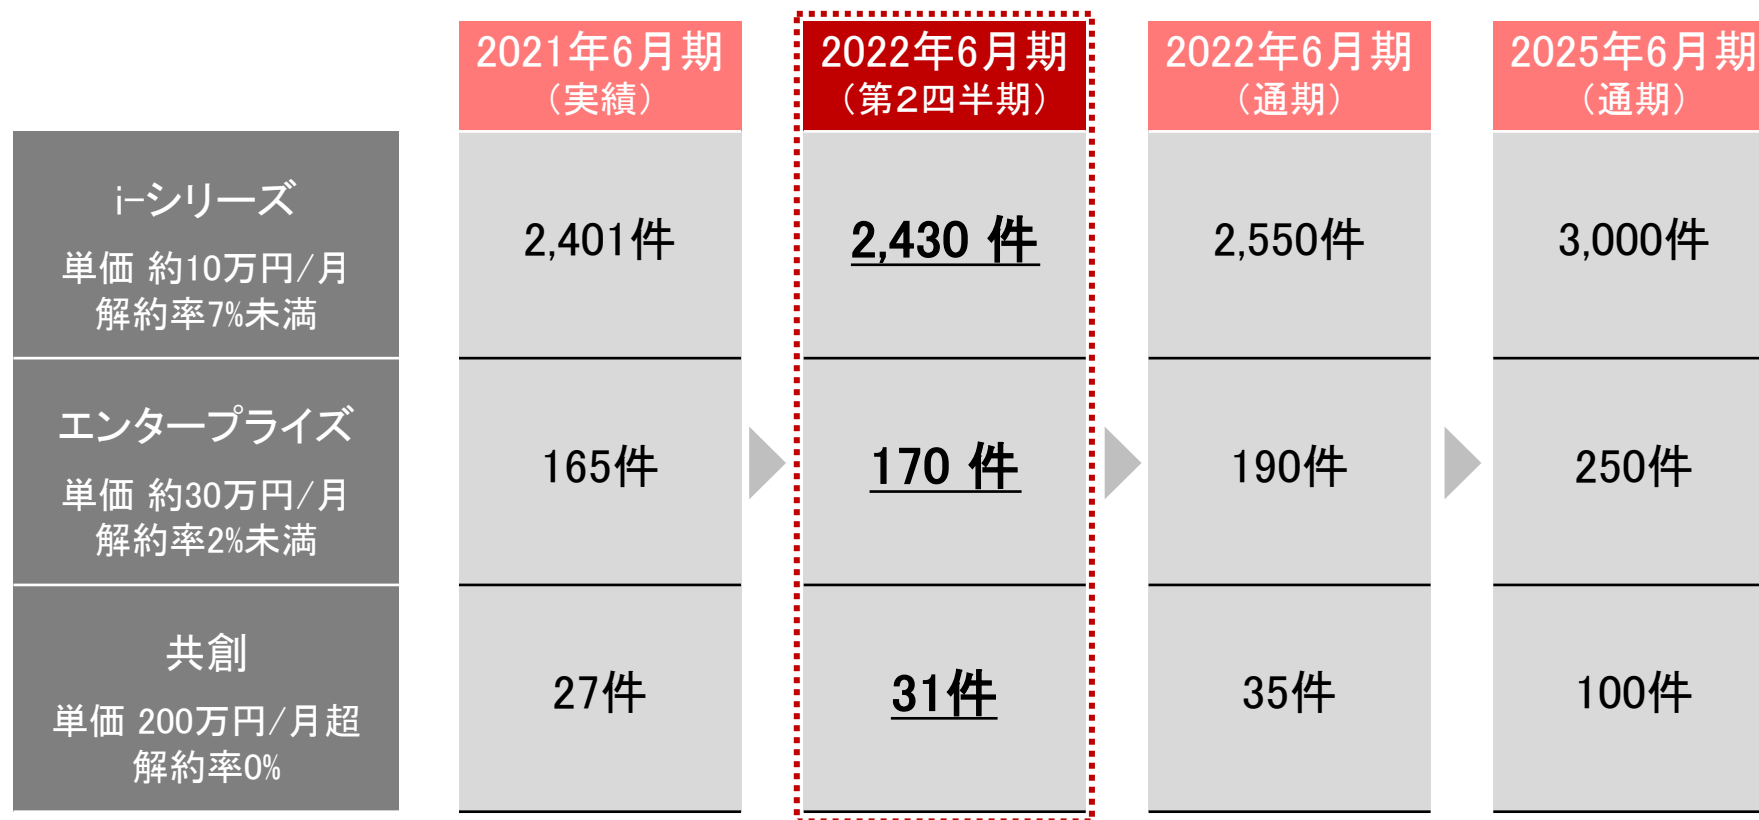 2021年6月期
（実績）
2022年6月期
（第2四半期）
2022年6月期
（通期）
2025年6月期
（通期）
i-シリーズ
単価 約10万円/月
解約率7%未満
2,401件
2,430 件
2,550件
3,000件
エンタープライズ
単価 約30万円/月
解約率2%未満
165件
170 件
190件
250件
共創
単価 200万円/月超
解約率0%
27件
31件
35件
100件